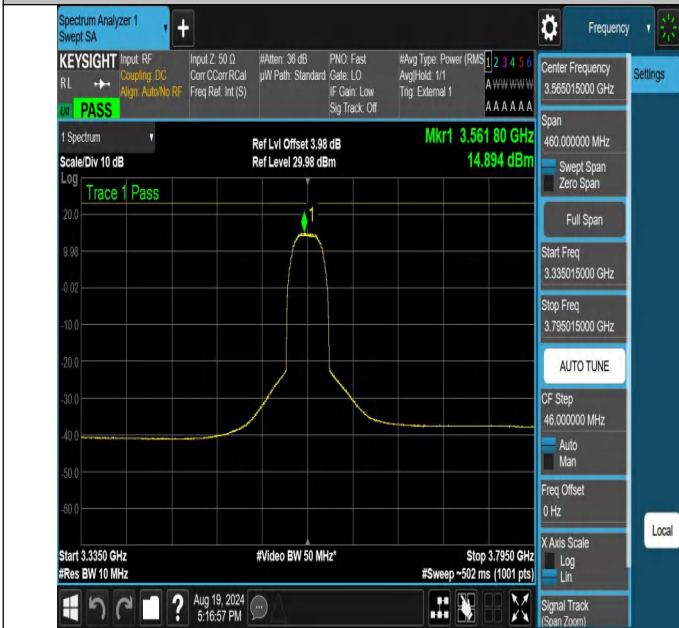 Spectrum Analyzer 1
Swept SA
Frequency
KEYSIGHT
RL
PASS
Input: RF
Coupling: DC
Align: Auto/No RF
Input Z: 50 Ω
Corr CCorr RCal
Freq Ref: Int (S)
#Atten: 36 dB
µW Path: Standard
PNO: Fast
Gate: LO
IF Gain: Low
Sig Track: Off
#Avg Type: Power (RMS
Avg|Hold: 1/1
Trig: External 1
1 2 3 4 5 6
A W W W W W
A A A A A A
1 Spectrum
Scale/Div 10 dB
Log
Ref Lvl Offset 3.98 dB
Ref Level 29.98 dBm
Mkr1 3.561 80 GHz
14.894 dBm
Trace 1 Pass
1
20.0
9.98
-0.02
-10.0
-20.0
-30.0
-40.0
-50.0
-60.0
Start 3.3350 GHz
#Res BW 10 MHz
#Video BW 50 MHz*
Stop 3.7950 GHz
#Sweep ~502 ms (1001 pts)
?
Aug 19, 2024
5:16:57 PM
Center Frequency
3.565015000 GHz
Span
460.000000 MHz
Swept Span
Zero Span
Full Span
Start Freq
3.335015000 GHz
Stop Freq
3.795015000 GHz
AUTO TUNE
CF Step
46.000000 MHz
Auto
Man
Freq Offset
0 Hz
X Axis Scale
Log
Lin
Signal Track
(Span Zoom)
Settings
Local